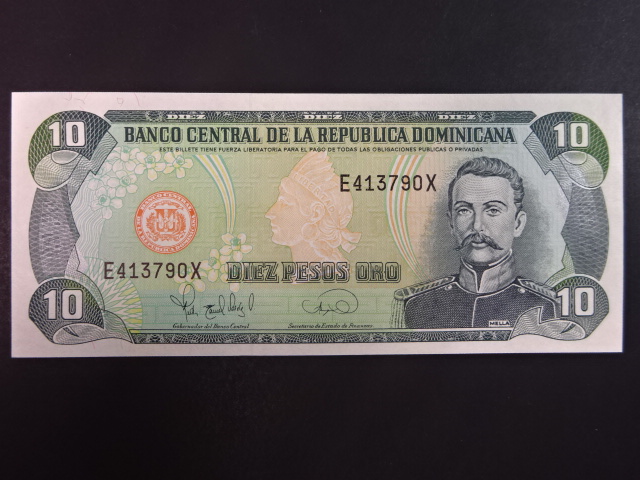 DIEZ DIEZ DIEZ
10 BANCO CENTRAL DE LA REPUBLICA DOMINICANA 10
ESTE BILLETE TIENE FUERZA LIBERATORIA PARA EL PAGO DE TODAS LAS OBLIGACIONES PUBLICAS O PRIVADAS
E413790X
E413790X
DIEZ PESOS ORO
10 10
Gobernador del Banco Central Secretario de Estado de Finanzas
MELLA